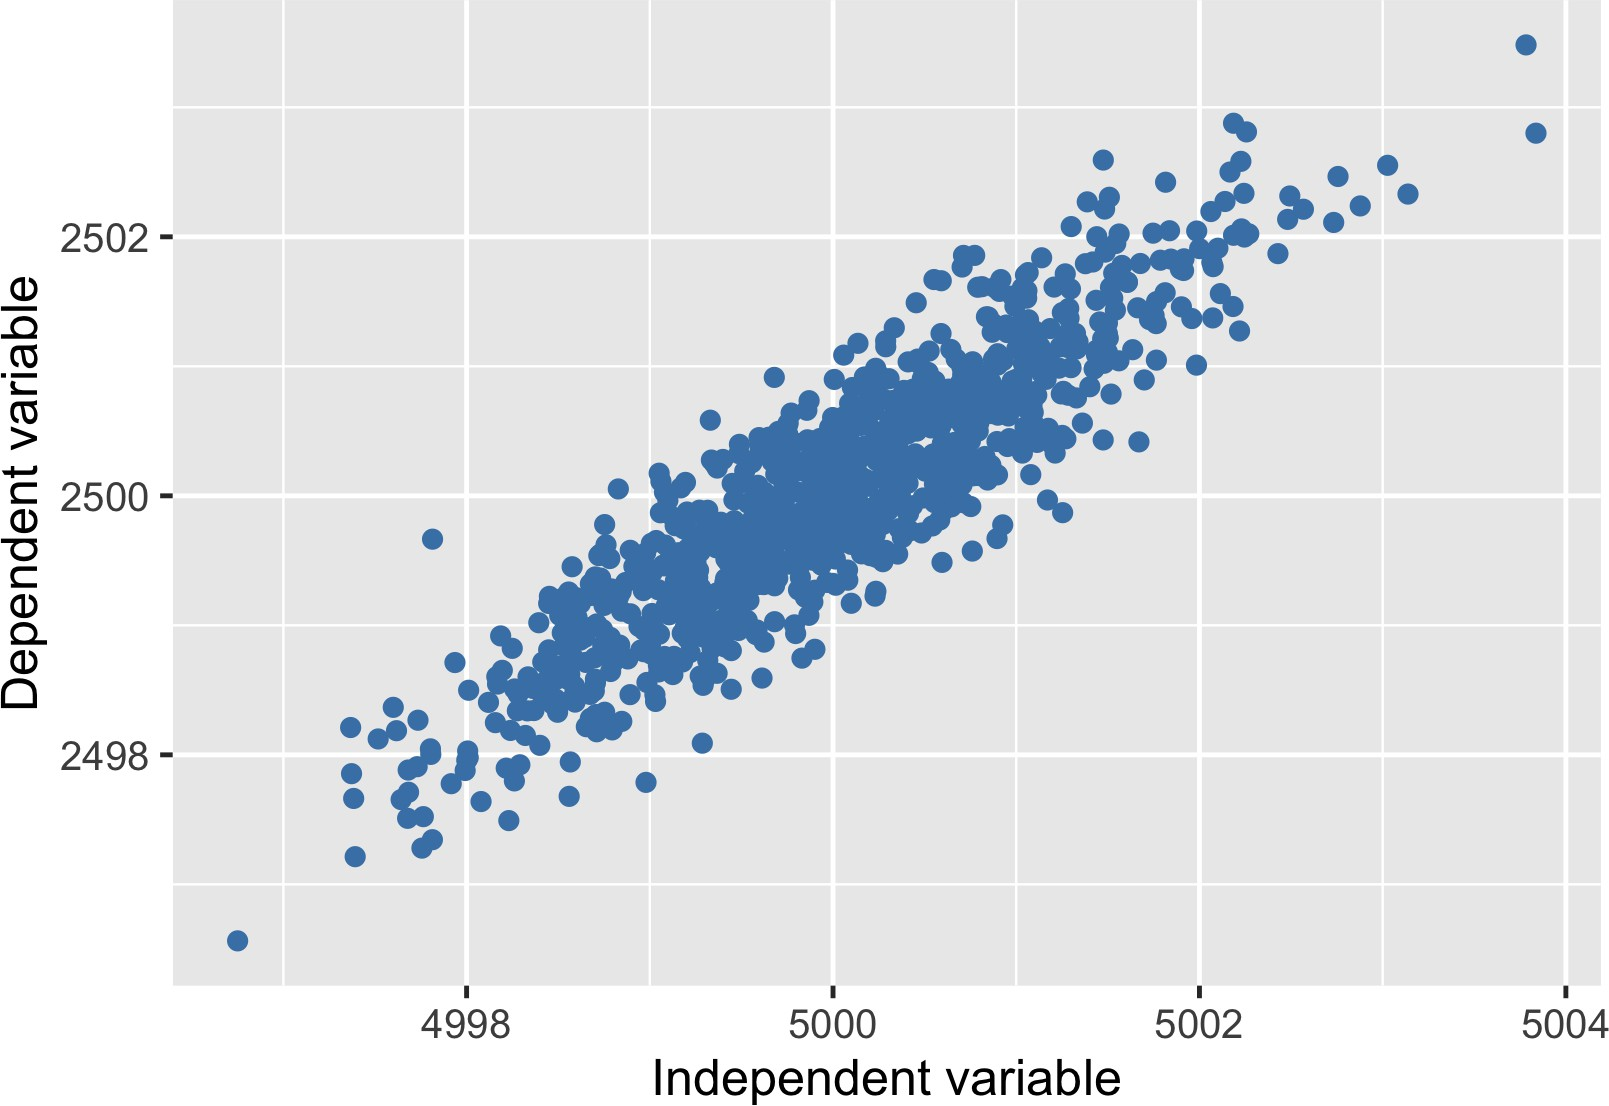 Dependent variable
2502
2500
2498
4998 5000 5002 5004
Independent variable